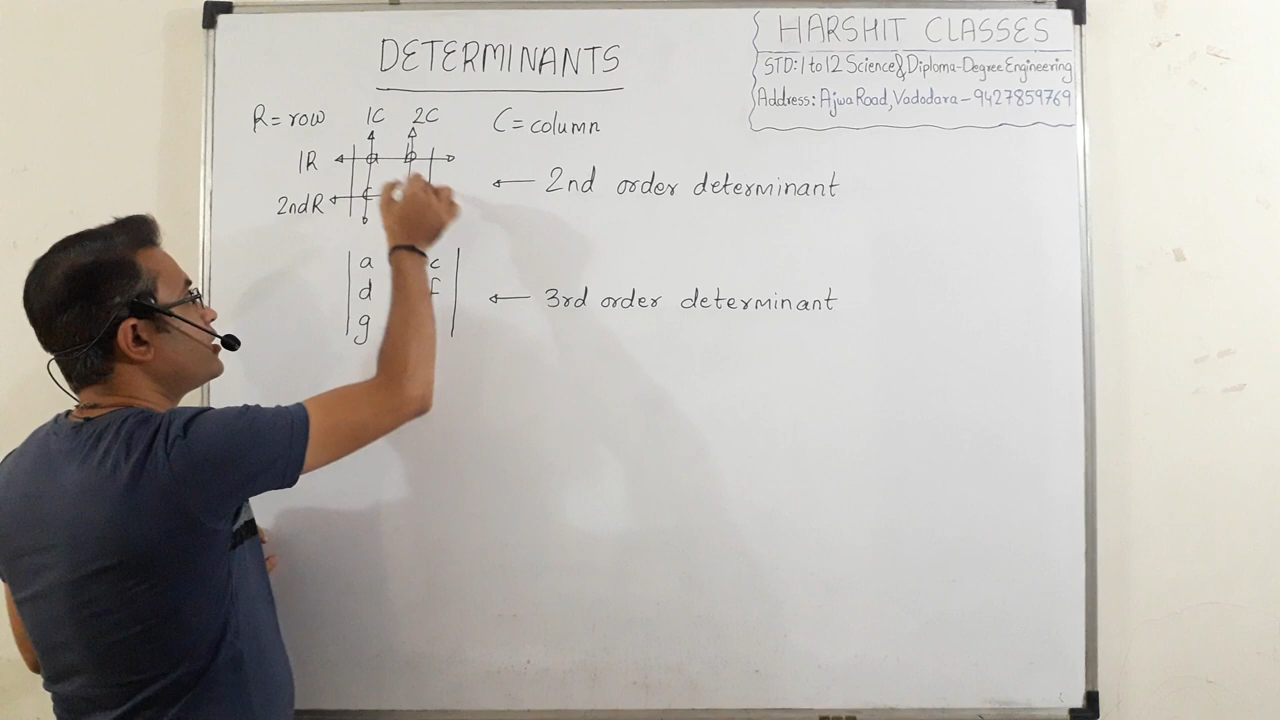 DETERMINANTS
HARSHIT CLASSES
STD: 1 to 12 Science & Diploma-Degree Engineering
Address: Ajwa Road, Vadodara - 9427859769
R = row 1C 2C C = column
1R a b
2ndR c ← 2nd order determinant
a c
d f ← 3rd order determinant
g